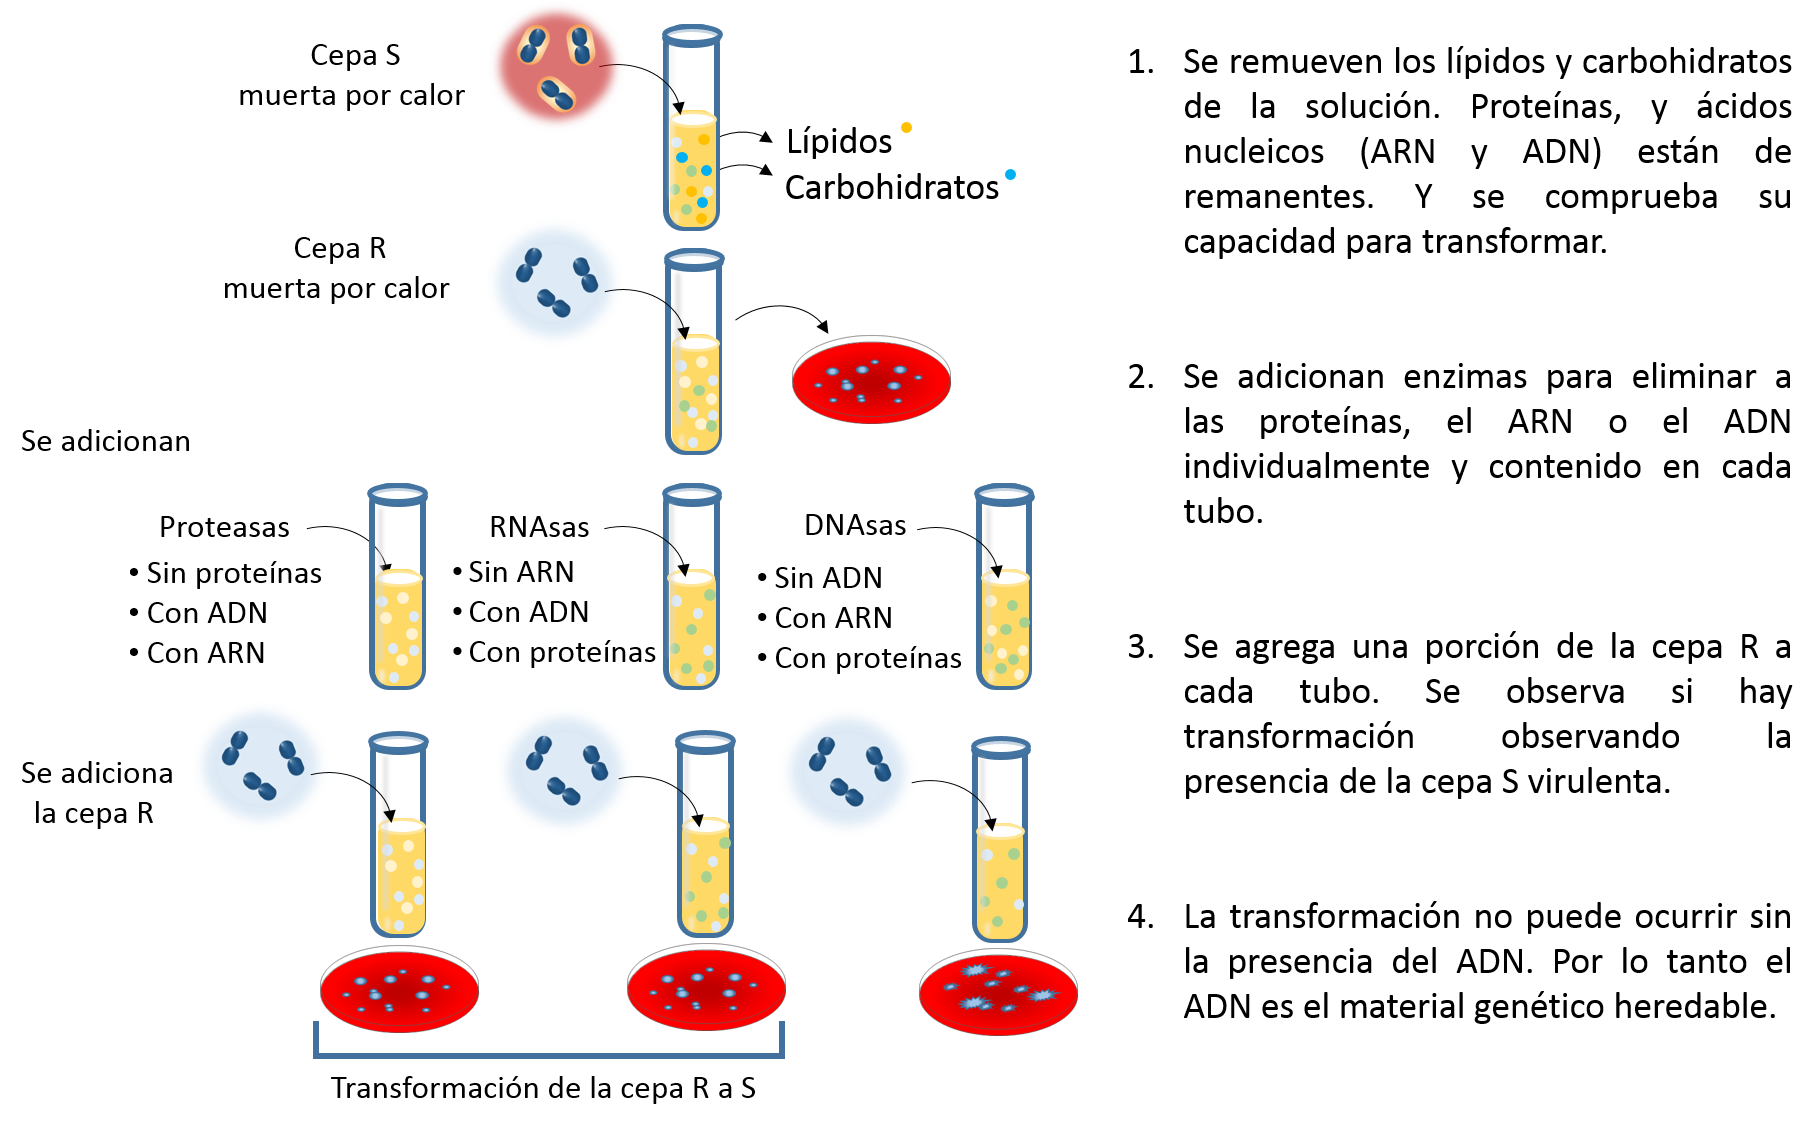 Cepa S
muerta por calor
Lípidos
Carbohidratos
Cepa R
muerta por calor
Se adicionan
Proteasas
• Sin proteínas
• Con ADN
• Con ARN
RNAsas
• Sin ARN
• Con ADN
• Con proteínas
DNAsas
• Sin ADN
• Con ARN
• Con proteínas
Se adiciona
la cepa R
Transformación de la cepa R a S
1. Se remueven los lípidos y carbohidratos
de la solución. Proteínas, y ácidos
nucleicos (ARN y ADN) están de
remanentes. Y se comprueba su
capacidad para transformar.
2. Se adicionan enzimas para eliminar a
las proteínas, el ARN o el ADN
individualmente y contenido en cada
tubo.
3. Se agrega una porción de la cepa R a
cada tubo. Se observa si hay
transformación observando la
presencia de la cepa S virulenta.
4. La transformación no puede ocurrir sin
la presencia del ADN. Por lo tanto el
ADN es el material genético heredable.